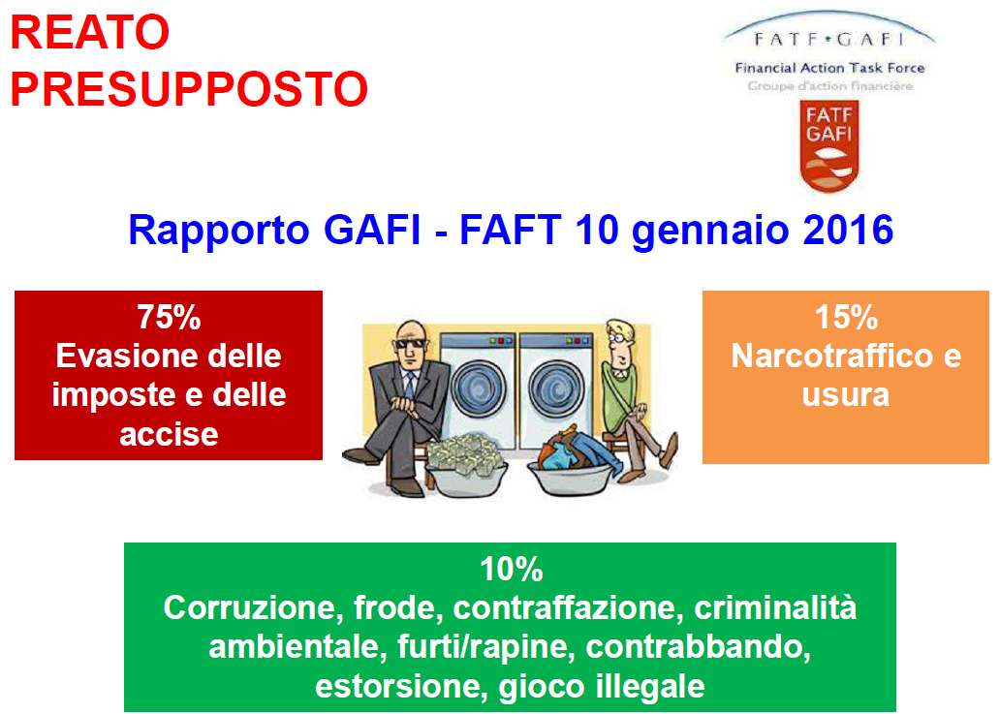 REATO
PRESUPPOSTO
FATF•GAFI
Financial Action Task Force
Groupe d'action financière
FATF
GAFI
Rapporto GAFI - FAFT 10 gennaio 2016
75%
Evasione delle
imposte e delle
accise
15%
Narcotraffico e
usura
10%
Corruzione, frode, contraffazione, criminalità
ambientale, furti/rapine, contrabbando,
estorsione, gioco illegale